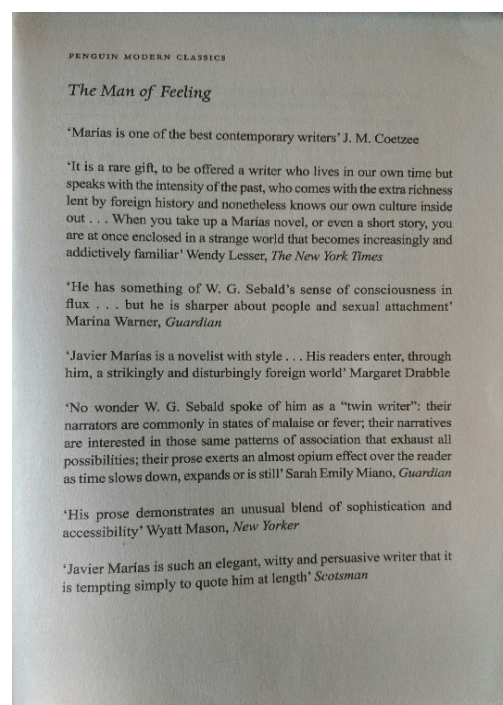 PENGUIN MODERN CLASSICS
The Man of Feeling
‘Marías is one of the best contemporary writers’ J. M. Coetzee
‘It is a rare gift, to be offered a writer who lives in our own time but
speaks with the intensity of the past, who comes with the extra richness
lent by foreign history and nonetheless knows our own culture inside
out . . . When you take up a Marías novel, or even a short story, you
are at once enclosed in a strange world that becomes increasingly and
addictively familiar’ Wendy Lesser, The New York Times
‘He has something of W. G. Sebald’s sense of consciousness in
flux . . . but he is sharper about people and sexual attachment’
Marina Warner, Guardian
‘Javier Marías is a novelist with style . . . His readers enter, through
him, a strikingly and disturbingly foreign world’ Margaret Drabble
‘No wonder W. G. Sebald spoke of him as a “twin writer”: their
narrators are commonly in states of malaise or fever; their narratives
are interested in those same patterns of association that exhaust all
possibilities; their prose exerts an almost opium effect over the reader
as time slows down, expands or is still’ Sarah Emily Miano, Guardian
‘His prose demonstrates an unusual blend of sophistication and
accessibility’ Wyatt Mason, New Yorker
‘Javier Marías is such an elegant, witty and persuasive writer that it
is tempting simply to quote him at length’ Scotsman